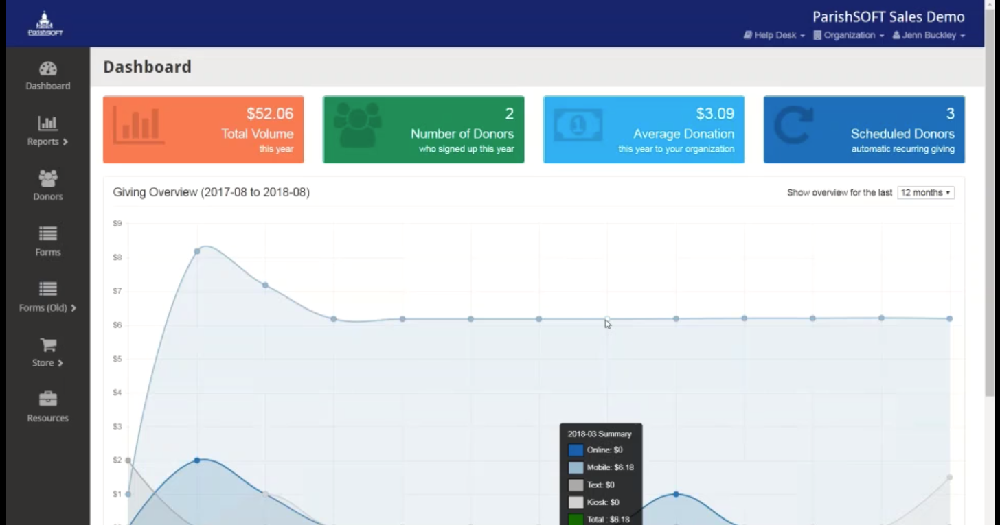 ParishSOFT
ParishSOFT Sales Demo
Help Desk
Organization
Jenn Buckley
Dashboard
Reports
Donors
Forms
Forms (Old)
Store
Resources
Dashboard
$52.06
Total Volume
this year
2
Number of Donors
who signed up this year
$3.09
Average Donation
this year to your organization
3
Scheduled Donors
automatic recurring giving
Giving Overview (2017-08 to 2018-08)
Show overview for the last 12 months
$9
$8
$7
$6
$5
$4
$3
$2
$1
2018-03 Summary
Online: $0
Mobile: $6.18
Text: $0
Kiosk: $0
Total : $6.18